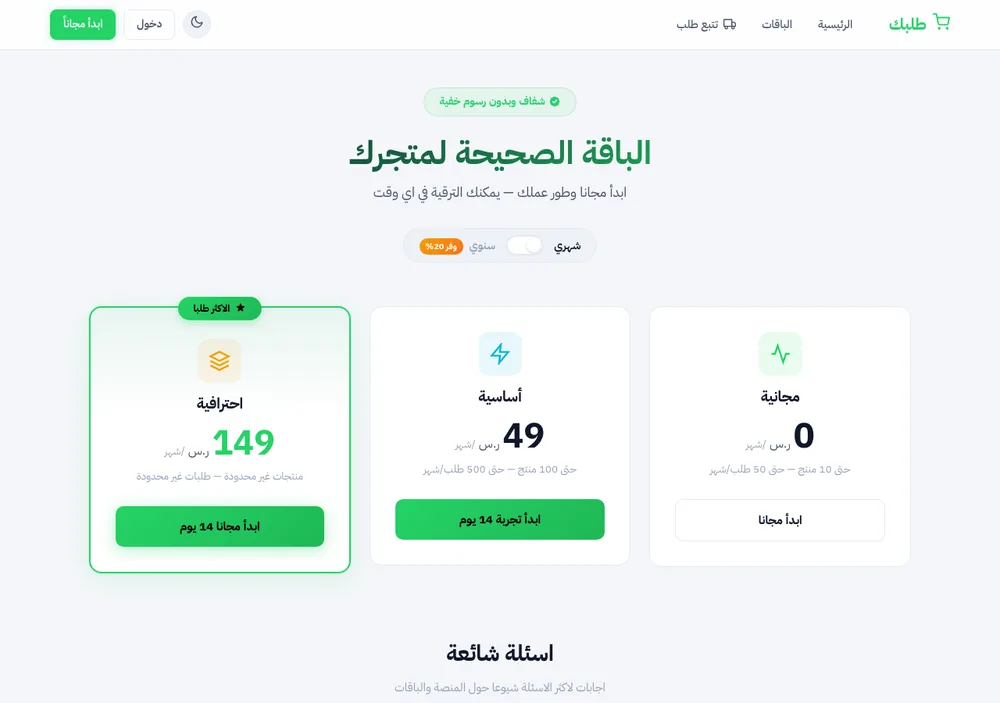 طلبك
الرئيسية
الباقات
تتبع طلب
دخول
ابدأ مجاناً
شفاف وبدون رسوم خفية
الباقة الصحيحة لمتجرك
ابدأ مجانا وطور عملك — يمكنك الترقية في اي وقت
شهري
سنوي
وفر 20%
مجانية
0 ر.س /شهر
حتى 10 منتج — حتى 50 طلب/شهر
ابدأ مجانا
أساسية
49 ر.س /شهر
حتى 100 منتج — حتى 500 طلب/شهر
ابدأ تجربة 14 يوم
الاكثر طلبا
احترافية
149 ر.س /شهر
منتجات غير محدودة — طلبات غير محدودة
ابدأ مجانا 14 يوم
اسئلة شائعة
اجابات لاكثر الاسئلة شيوعا حول المنصة والباقات